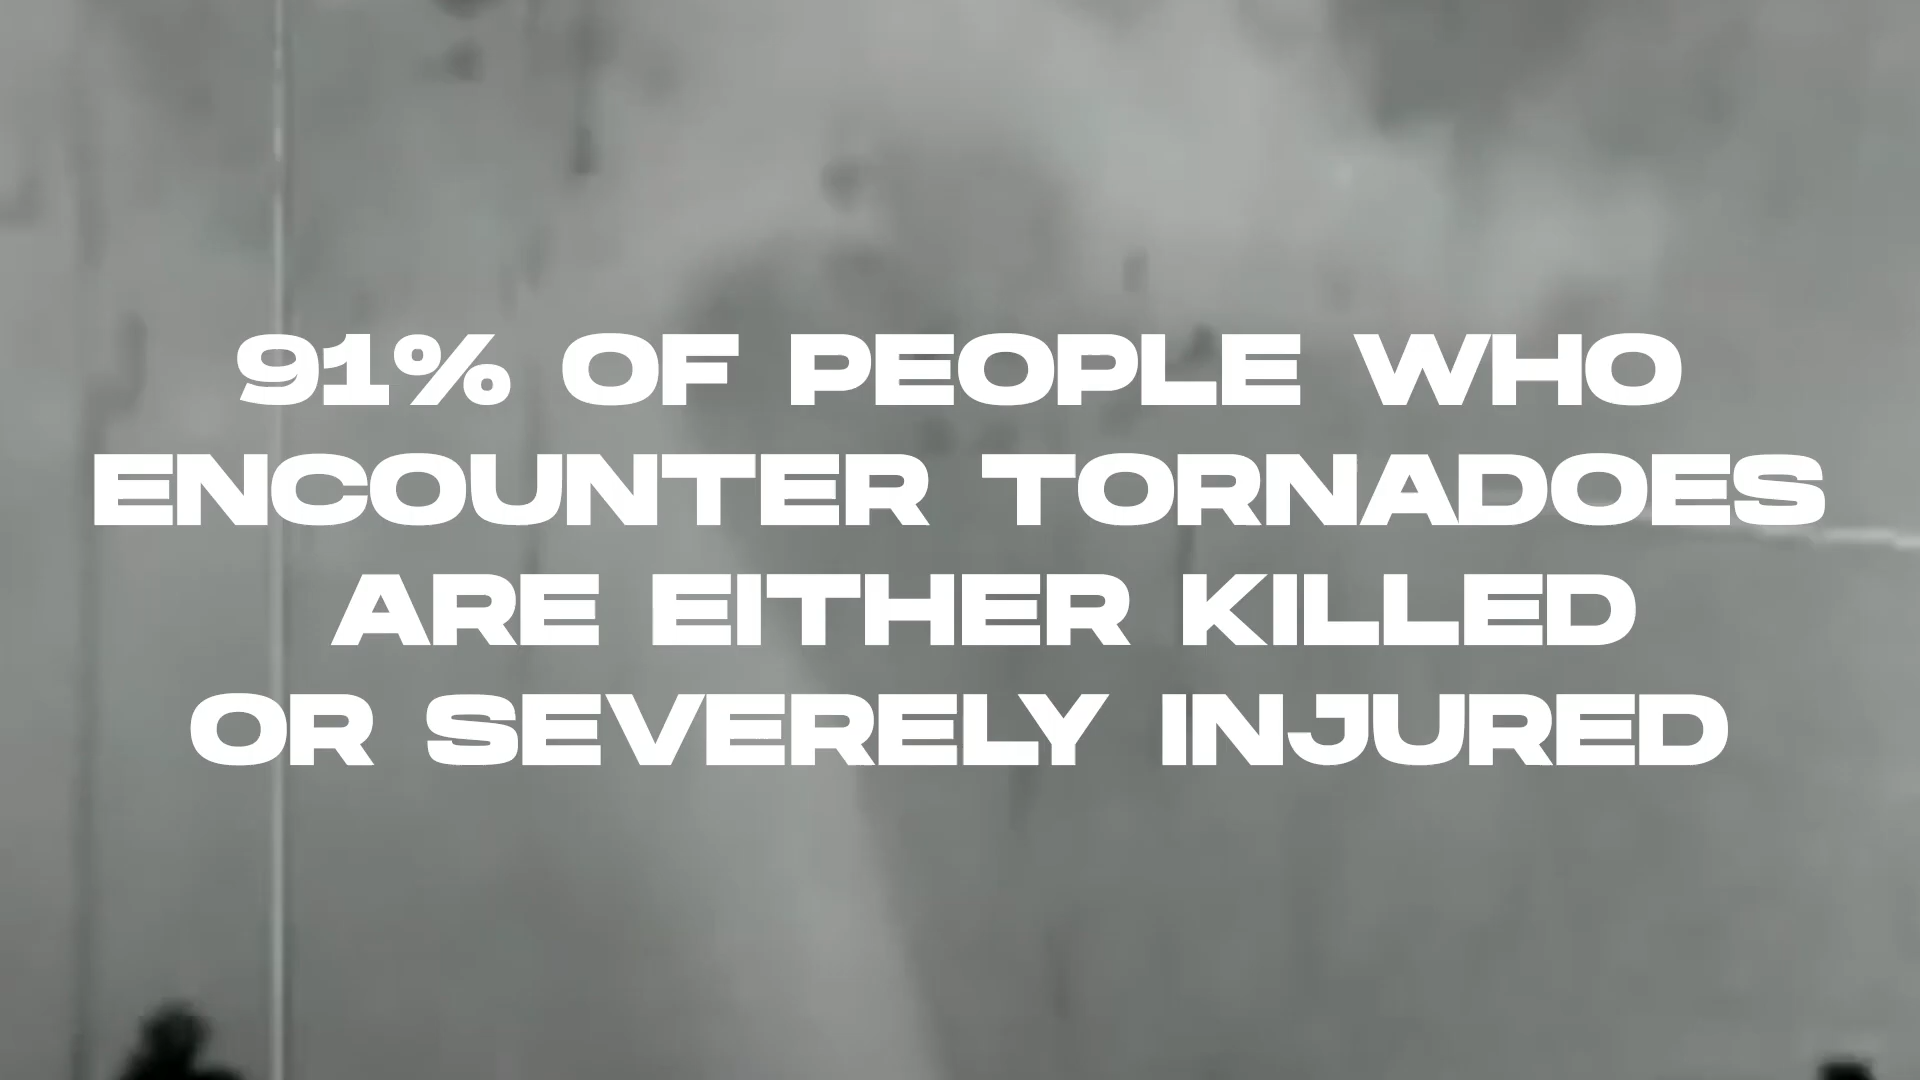 91% OF PEOPLE WHO
ENCOUNTER TORNADOES
ARE EITHER KILLED
OR SEVERELY INJURED